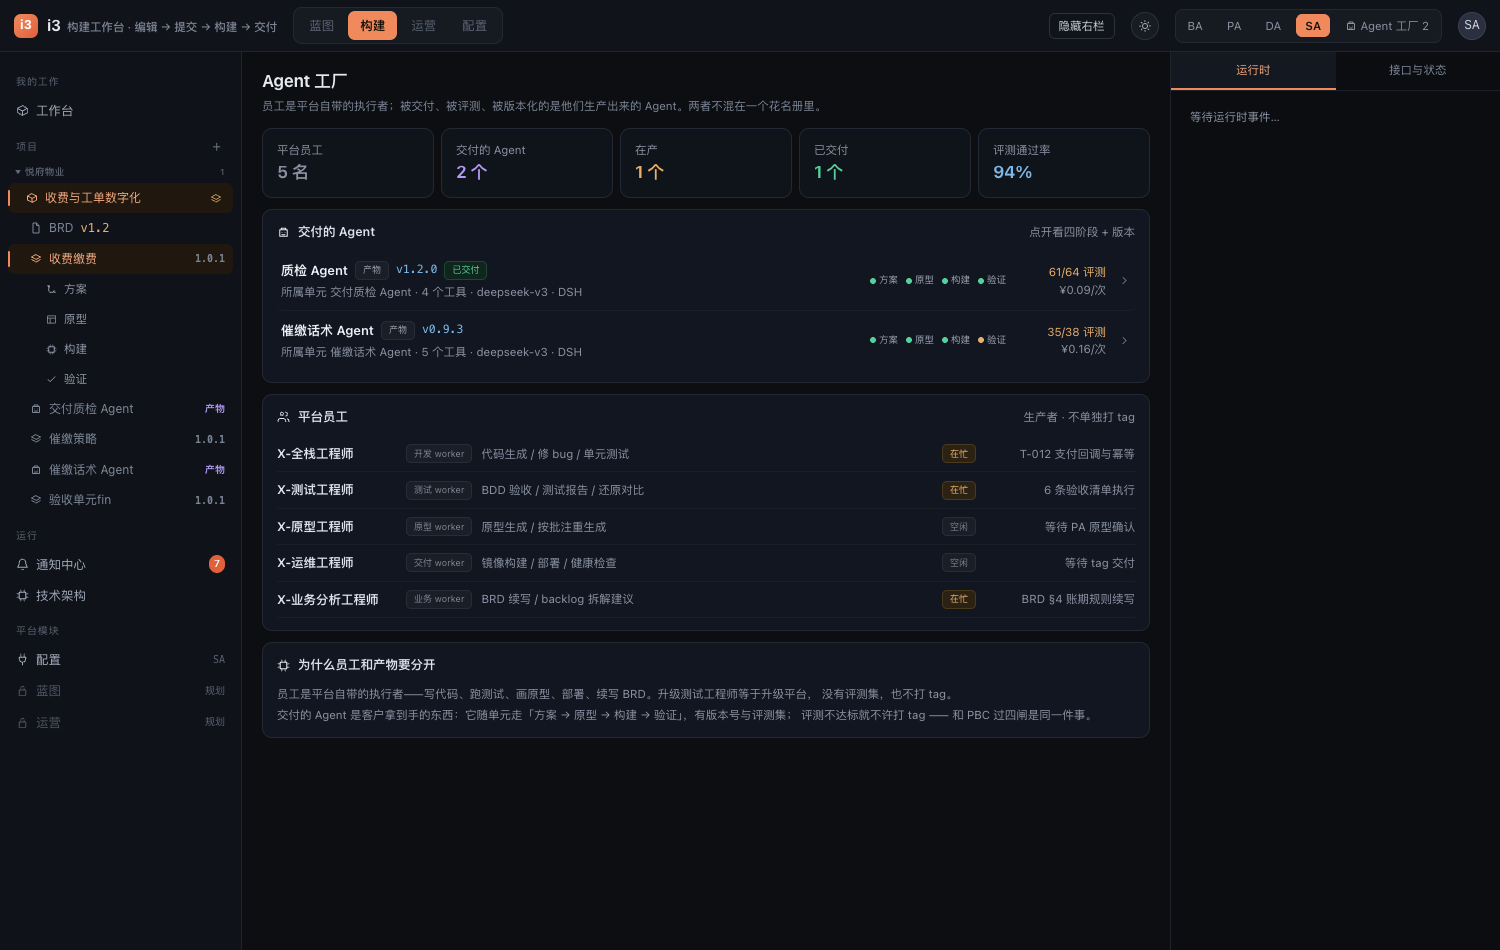 i3 i3 构建工作台 · 编辑 → 提交 → 构建 → 交付 蓝图 构建 运营 配置 隐藏右栏 BA PA DA SA Agent 工厂 2 SA
我的工作
工作台
项目 +
悦府物业 1
收费与工单数字化
BRD v1.2
收费缴费 1.0.1
方案
原型
构建
验证
交付质检 Agent 产物
催缴策略 1.0.1
催缴话术 Agent 产物
验收单元fin 1.0.1
运行
通知中心 7
技术架构
平台模块
配置 SA
蓝图 规划
运营 规划
Agent 工厂
员工是平台自带的执行者；被交付、被评测、被版本化的是他们生产出来的 Agent。两者不混在一个花名册里。
平台员工
5 名
交付的 Agent
2 个
在产
1 个
已交付
1 个
评测通过率
94%
交付的 Agent 点开看四阶段 + 版本
质检 Agent 产物 v1.2.0 已交付
所属单元 交付质检 Agent · 4 个工具 · deepseek-v3 · DSH
方案 原型 构建 验证
61/64 评测
¥0.09/次
催缴话术 Agent 产物 v0.9.3
所属单元 催缴话术 Agent · 5 个工具 · deepseek-v3 · DSH
方案 原型 构建 验证
35/38 评测
¥0.16/次
平台员工 生产者 · 不单独打 tag
X-全栈工程师 开发 worker 代码生成 / 修 bug / 单元测试 在忙 T-012 支付回调与幂等
X-测试工程师 测试 worker BDD 验收 / 测试报告 / 还原对比 在忙 6 条验收清单执行
X-原型工程师 原型 worker 原型生成 / 按批注重生成 空闲 等待 PA 原型确认
X-运维工程师 交付 worker 镜像构建 / 部署 / 健康检查 空闲 等待 tag 交付
X-业务分析工程师 业务 worker BRD 续写 / backlog 拆解建议 在忙 BRD §4 账期规则续写
为什么员工和产物要分开
员工是平台自带的执行者——写代码、跑测试、画原型、部署、续写 BRD。升级测试工程师等于升级平台， 没有评测集，也不打 tag。
交付的 Agent 是客户拿到手的东西：它随单元走「方案 → 原型 → 构建 → 验证」，有版本号与评测集； 评测不达标就不许打 tag —— 和 PBC 过四闸是同一件事。
运行时 接口与状态
等待运行时事件…